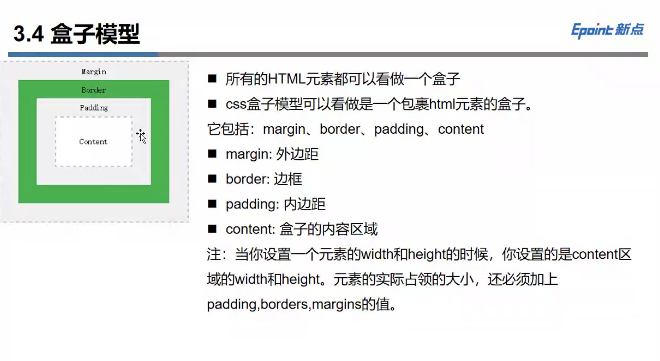 3.4 盒子模型
Epoint 新点
Margin
Border
Padding
Content
所有的HTML元素都可以看做一个盒子
css盒子模型可以看做是一个包裹html元素的盒子。
它包括：margin、border、padding、content
margin: 外边距
border: 边框
padding: 内边距
content: 盒子的内容区域
注：当你设置一个元素的width和height的时候，你设置的是content区
域的width和height。元素的实际占领的大小，还必须加上
padding,borders,margins的值。